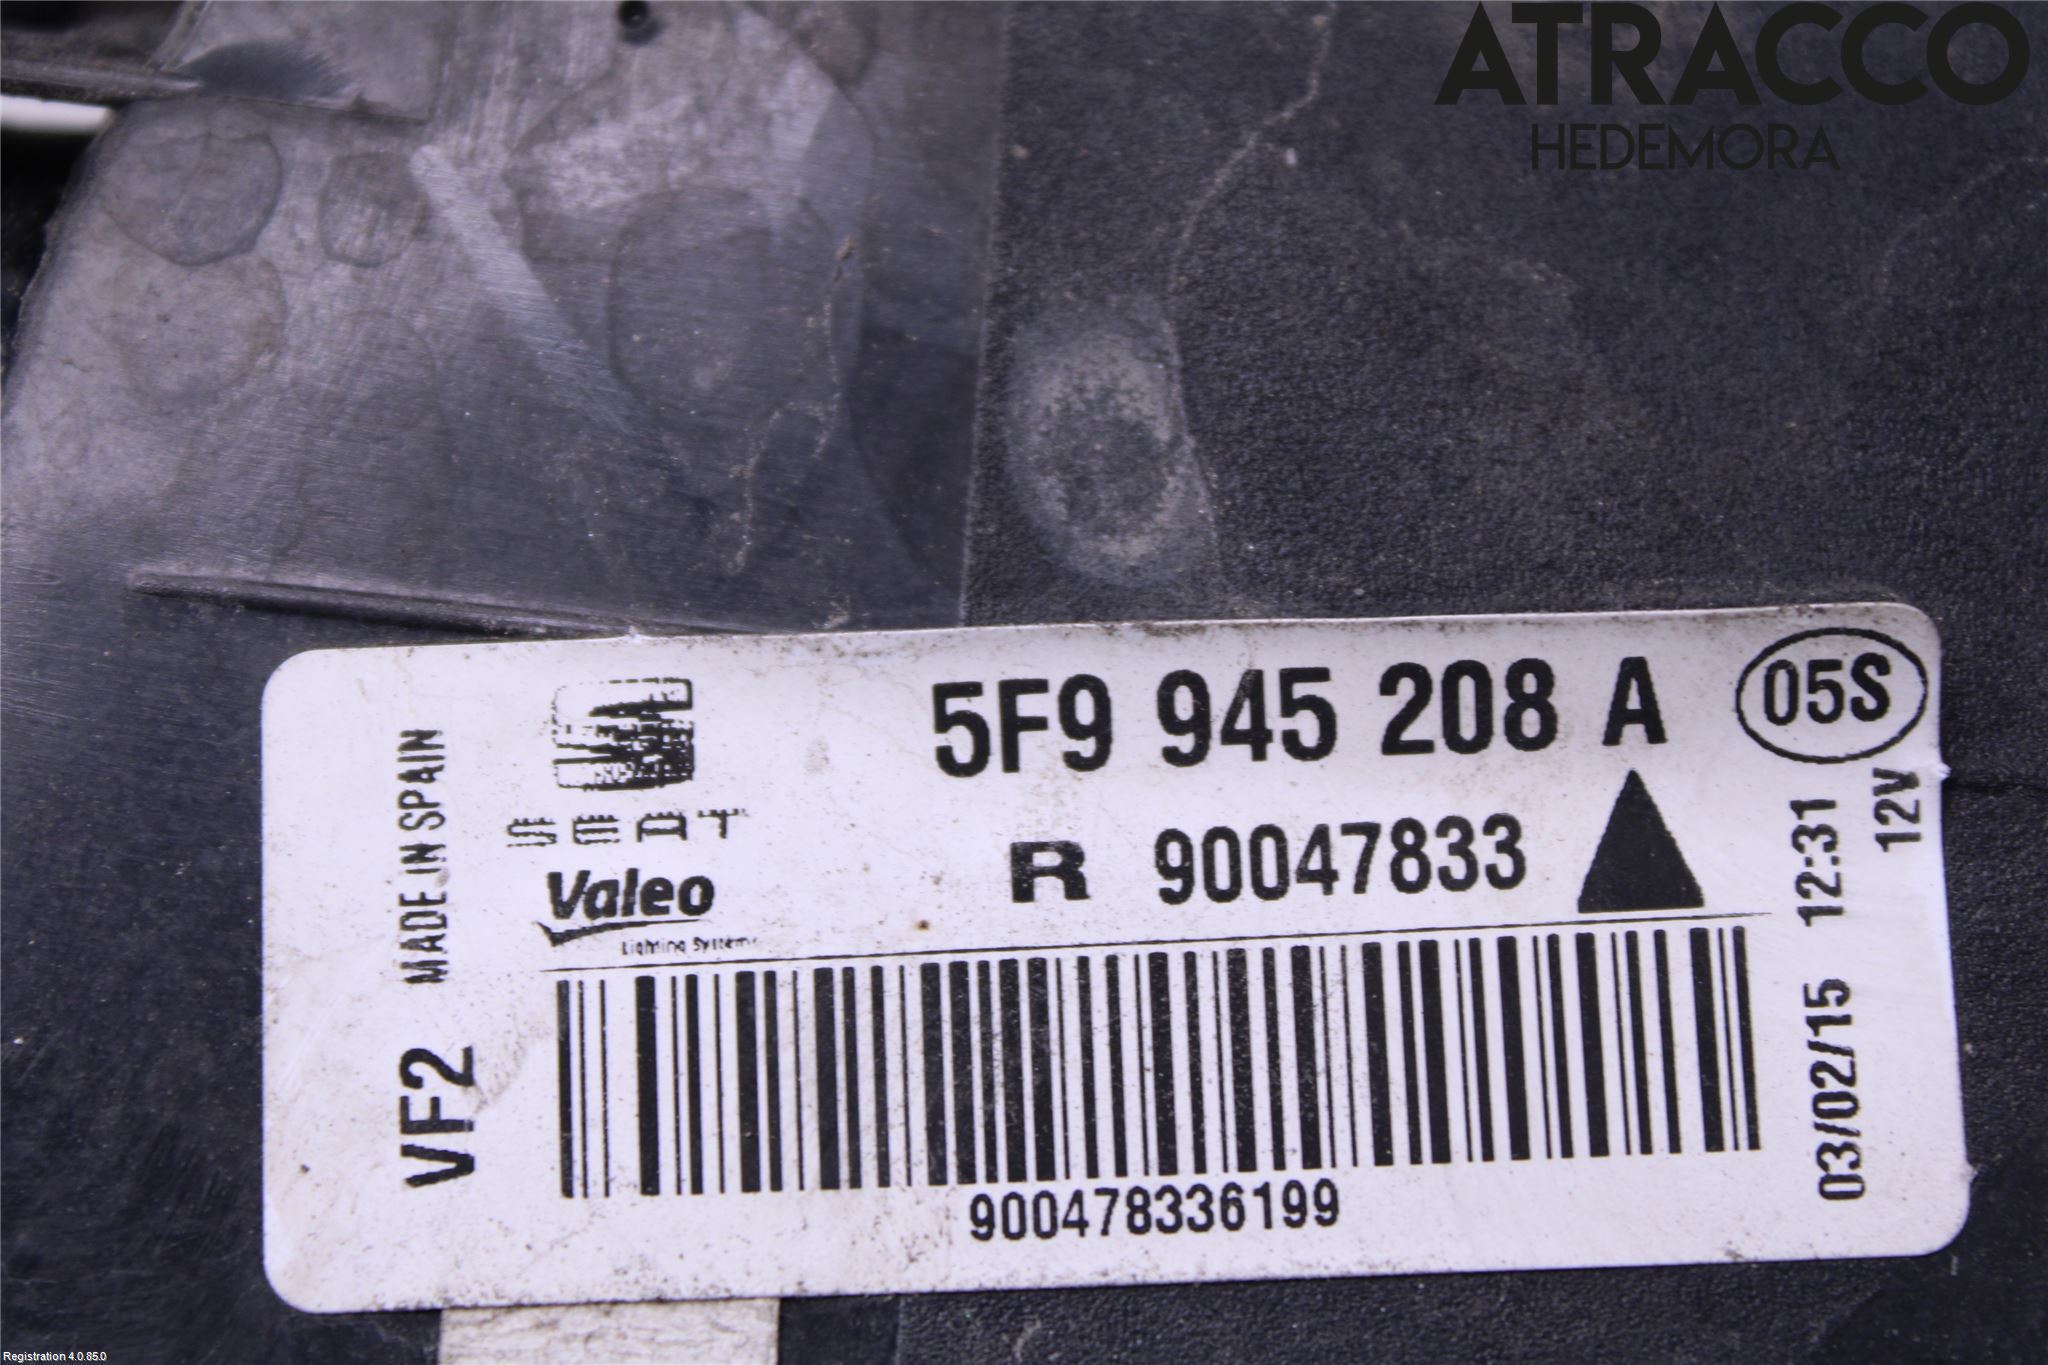 ATRACCO
HEDEMORA
5F9 945 208 A
05S
SEAT
R 90047833
Valeo
Lighting Systems
MADE IN SPAIN
VF2
12V
03/02/15 12:31
900478336199
Registration 4.0.85.0